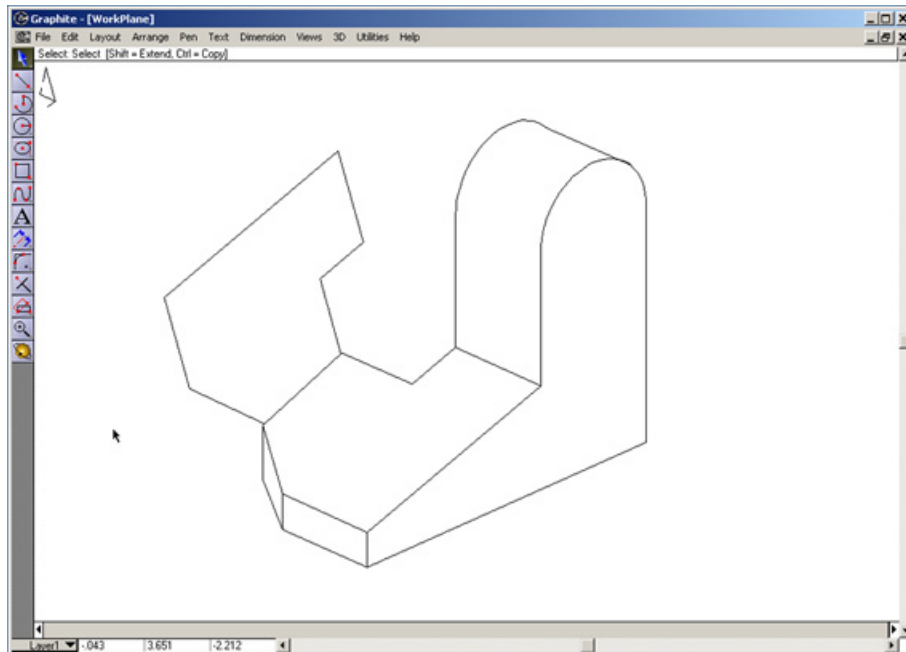 Graphite - [WorkPlane]
File Edit Layout Arrange Pen Text Dimension Views 3D Utilities Help
Select: Select [Shift = Extend, Ctrl = Copy]
A
Layer1 -.043 3.651 -2.212